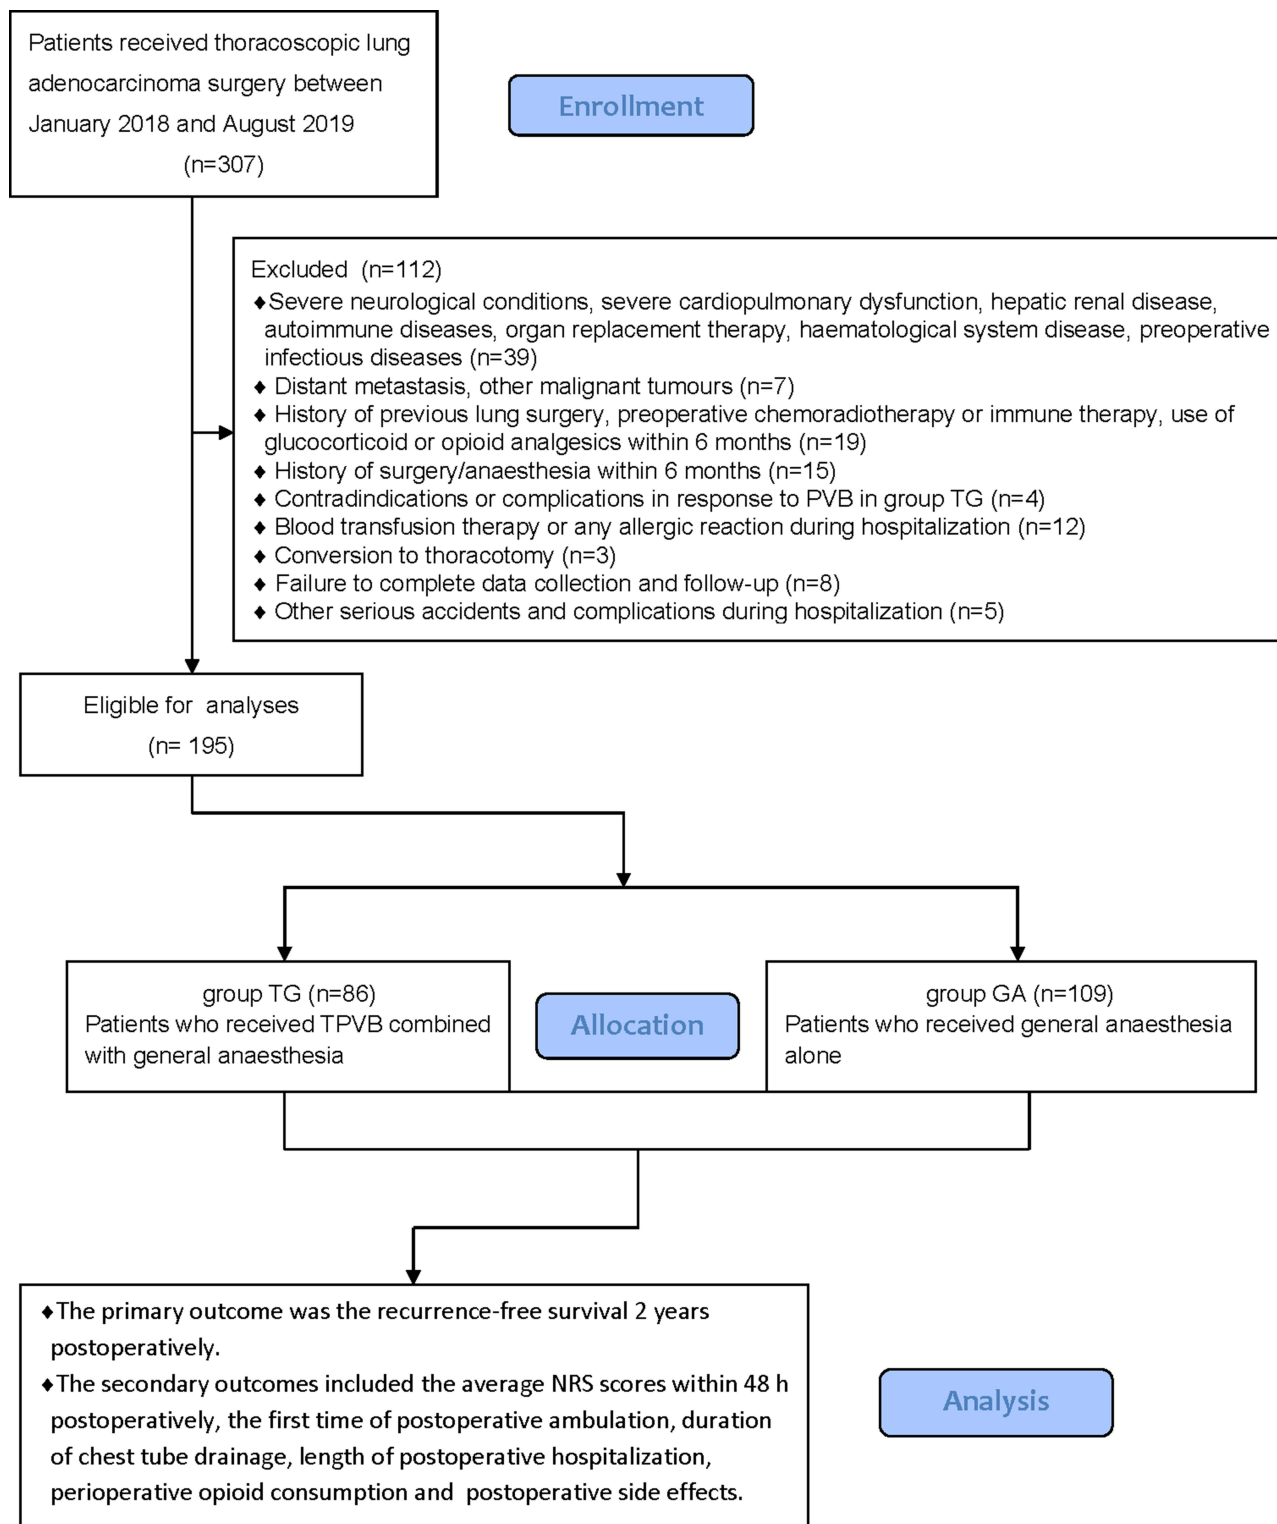 Patients received thoracoscopic lung
adenocarcinoma surgery between
January 2018 and August 2019
(n=307)
Enrollment
Excluded (n=112)
♦Severe neurological conditions, severe cardiopulmonary dysfunction, hepatic renal disease,
autoimmune diseases, organ replacement therapy, haematological system disease, preoperative
infectious diseases (n=39)
♦ Distant metastasis, other malignant tumours (n=7)
♦ History of previous lung surgery, preoperative chemoradiotherapy or immune therapy, use of
glucocorticoid or opioid analgesics within 6 months (n=19)
♦ History of surgery/anaesthesia within 6 months (n=15)
♦ Contradindications or complications in response to PVB in group TG (n=4)
♦ Blood transfusion therapy or any allergic reaction during hospitalization (n=12)
♦ Conversion to thoracotomy (n=3)
♦ Failure to complete data collection and follow-up (n=8)
♦ Other serious accidents and complications during hospitalization (n=5)
Eligible for analyses
(n= 195)
group TG (n=86)
Patients who received TPVB combined
with general anaesthesia
Allocation
group GA (n=109)
Patients who received general anaesthesia
alone
♦The primary outcome was the recurrence-free survival 2 years
postoperatively.
♦The secondary outcomes included the average NRS scores within 48 h
postoperatively, the first time of postoperative ambulation, duration
of chest tube drainage, length of postoperative hospitalization,
perioperative opioid consumption and postoperative side effects.
Analysis